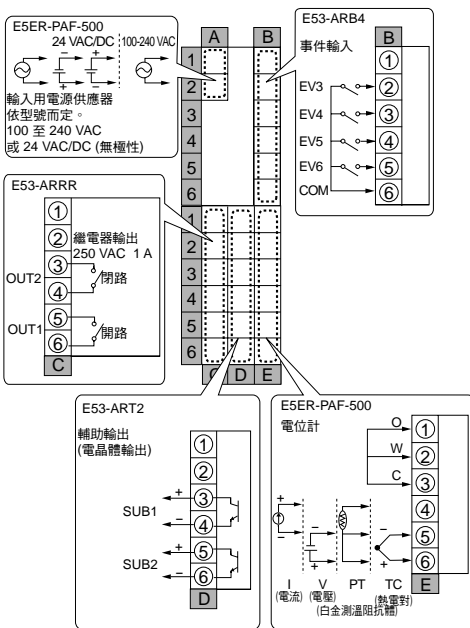 E5ER-PAF-500
24 VAC/DC
100-240 VAC
− + − +
+ − + −
輸入用電源供應器
依型號而定。
100 至 240 VAC
或 24 VAC/DC (無極性)
A
B
1
2
3
4
5
6
1
2
3
4
5
6
C
D
E
E53-ARB4
事件輸入
B
①
EV3 ②
EV4 ③
EV5 ④
EV6 ⑤
COM ⑥
E53-ARRR
①
②
繼電器輸出
250 VAC 1 A
③
OUT2
閉路
④
⑤
OUT1
開路
⑥
C
E53-ART2
輔助輸出
(電晶體輸出)
①
②
+ ③
SUB1
− ④
+ ⑤
SUB2
− ⑥
D
E5ER-PAF-500
電位計
E
O ①
W ②
C ③
④
⑤
⑥
+ −
− +
− +
I V PT TC
(電流) (電壓) (熱電對)
(白金測溫阻抗體)